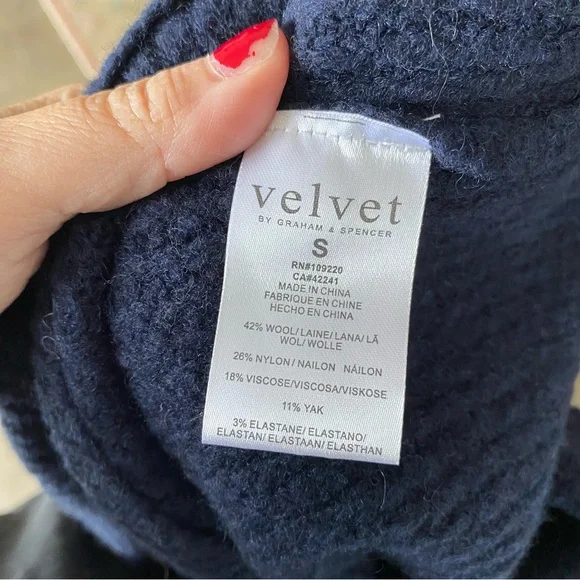 velvet
BY GRAHAM & SPENCER
S
RN#109220
CA#42241
MADE IN CHINA
FABRIQUE EN CHINE
HECHO EN CHINA
42% WOOL/ LAINE/ LANA/ LÃ
WOL/ WOLLE
26% NYLON/ NAILON NÁILON
18% VISCOSE/VISCOSA/VISKOSE
11% YAK
3% ELASTANE/ ELASTANO/
ELASTAN/ ELASTAAN/ ELASTHAN